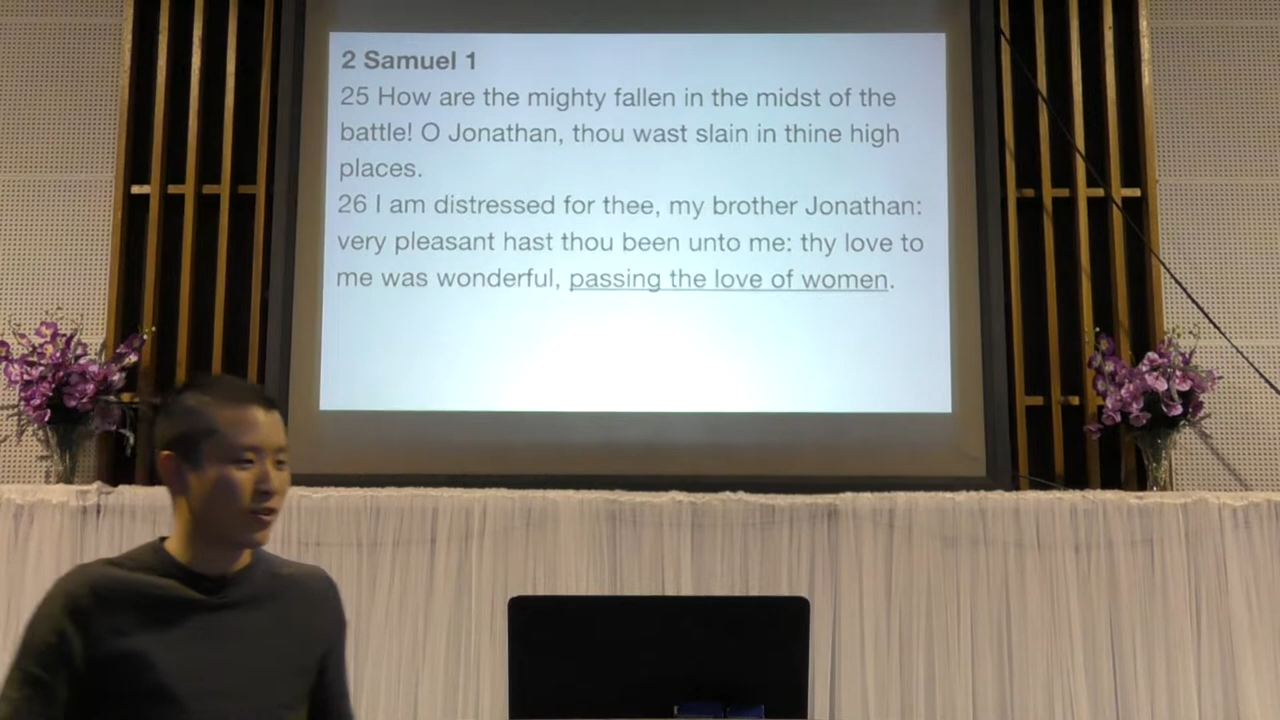 2 Samuel 1
25 How are the mighty fallen in the midst of the
battle! O Jonathan, thou wast slain in thine high
places.
26 I am distressed for thee, my brother Jonathan:
very pleasant hast thou been unto me: thy love to
me was wonderful, passing the love of women.